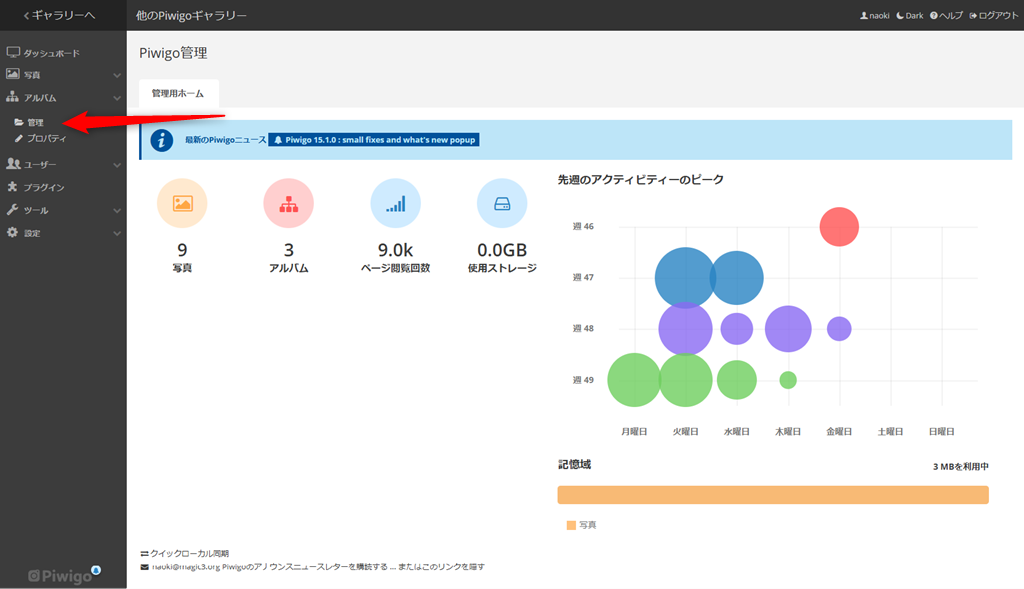 ギャラリーへ
他のPiwigoギャラリー
naoki Dark ヘルプ ログアウト
ダッシュボード
写真
アルバム
管理
プロパティ
ユーザー
プラグイン
ツール
設定
Piwigo
Piwigo管理
管理用ホーム
最新のPiwigoニュース Piwigo 15.1.0 : small fixes and what's new popup
9
写真
3
アルバム
9.0k
ページ閲覧回数
0.0GB
使用ストレージ
先週のアクティビティーのピーク
週 46
週 47
週 48
週 49
月曜日 火曜日 水曜日 木曜日 金曜日 土曜日 日曜日
記憶域
3 MBを利用中
写真
クイックローカル同期
naoki@magic3.org Piwigoのアナウンスニュースレターを購読する ... またはこのリンクを隠す